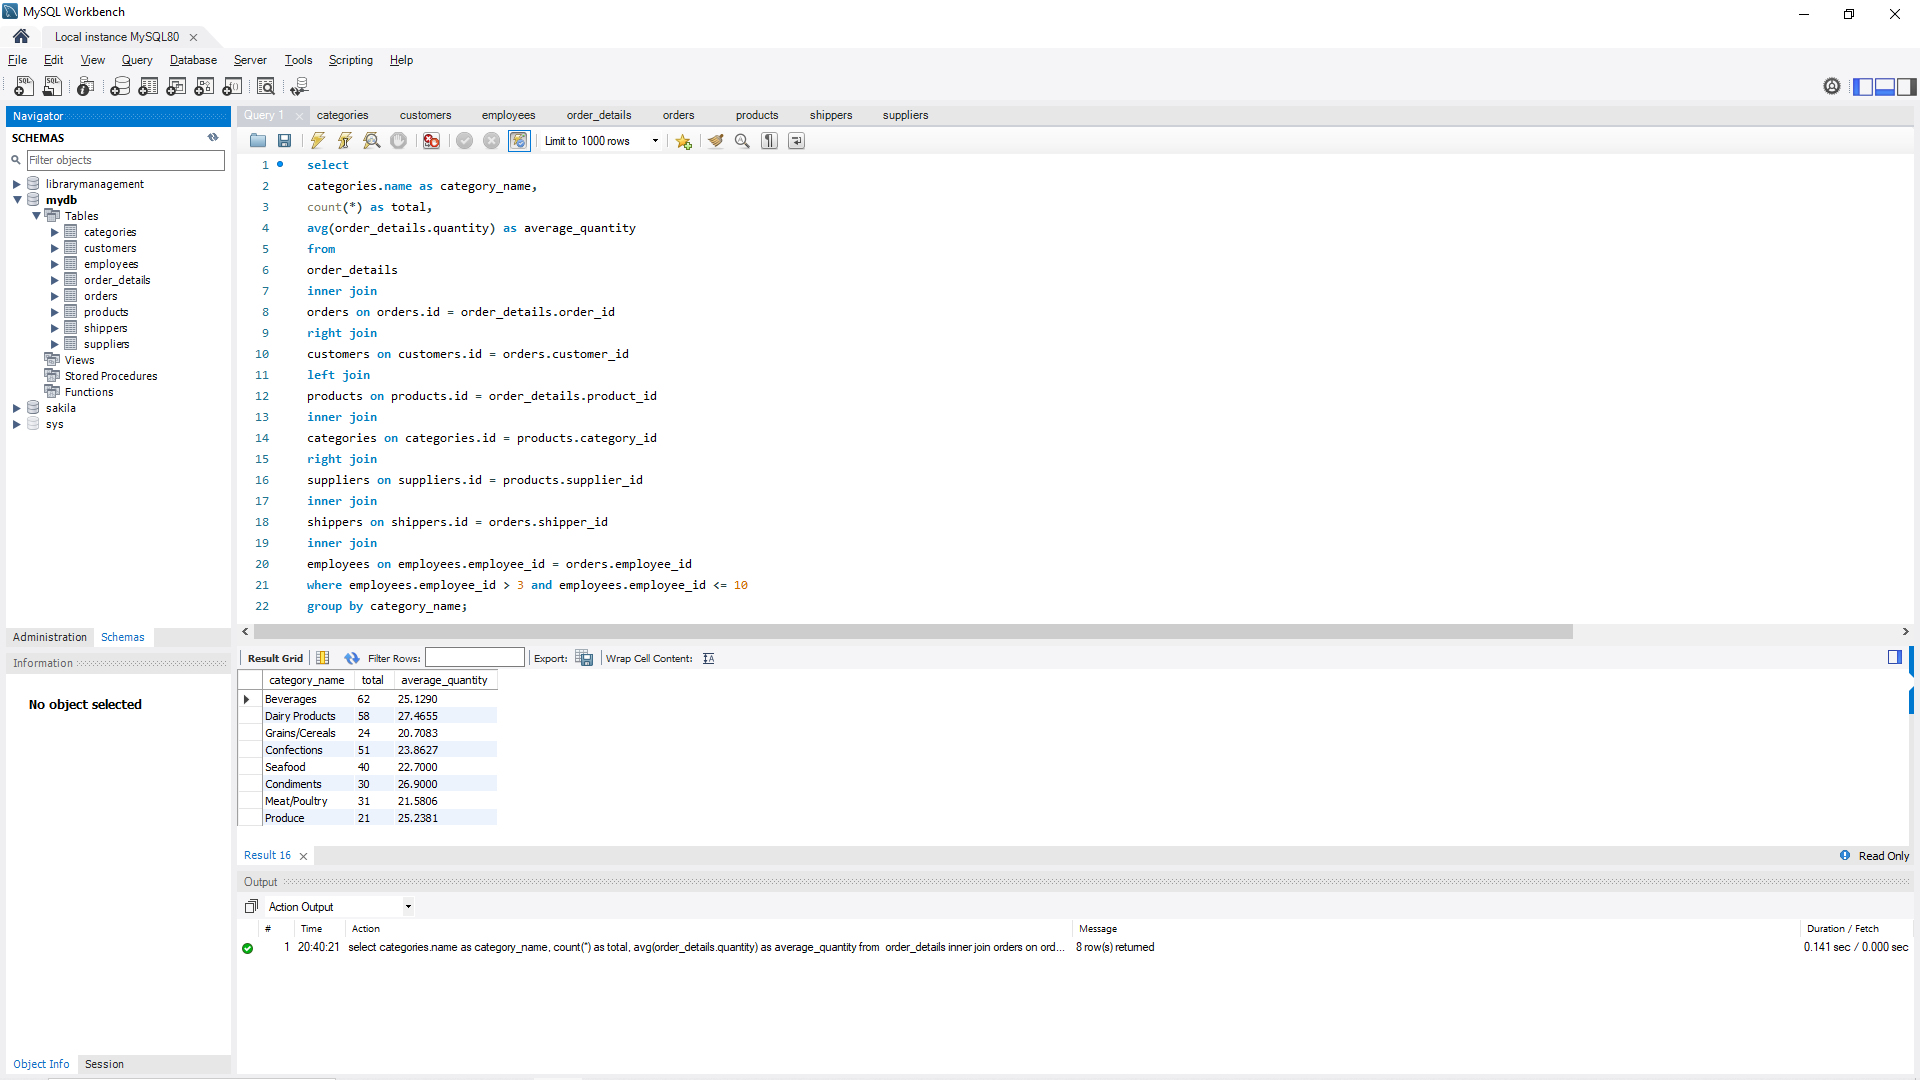 MySQL Workbench
Local instance MySQL80
File Edit View Query Database Server Tools Scripting Help
Navigator
SCHEMAS
Filter objects
librarymanagement
mydb
Tables
categories
customers
employees
order_details
orders
products
shippers
suppliers
Views
Stored Procedures
Functions
sakila
sys
Administration Schemas
Information
No object selected
Object Info Session
Query 1 categories customers employees order_details orders products shippers suppliers
Limit to 1000 rows
1 select
2 categories.name as category_name,
3 count(*) as total,
4 avg(order_details.quantity) as average_quantity
5 from
6 order_details
7 inner join
8 orders on orders.id = order_details.order_id
9 right join
10 customers on customers.id = orders.customer_id
11 left join
12 products on products.id = order_details.product_id
13 inner join
14 categories on categories.id = products.category_id
15 right join
16 suppliers on suppliers.id = products.supplier_id
17 inner join
18 shippers on shippers.id = orders.shipper_id
19 inner join
20 employees on employees.employee_id = orders.employee_id
21 where employees.employee_id > 3 and employees.employee_id <= 10
22 group by category_name;
Result Grid Filter Rows: Export: Wrap Cell Content:
category_name total average_quantity
Beverages 62 25.1290
Dairy Products 58 27.4655
Grains/Cereals 24 20.7083
Confections 51 23.8627
Seafood 40 22.7000
Condiments 30 26.9000
Meat/Poultry 31 21.5806
Produce 21 25.2381
Result 16 Read Only
Output
Action Output
# Time Action Message Duration / Fetch
1 20:40:21 select categories.name as category_name, count(*) as total, avg(order_details.quantity) as average_quantity from order_details inner join orders on ord... 8 row(s) returned 0.141 sec / 0.000 sec